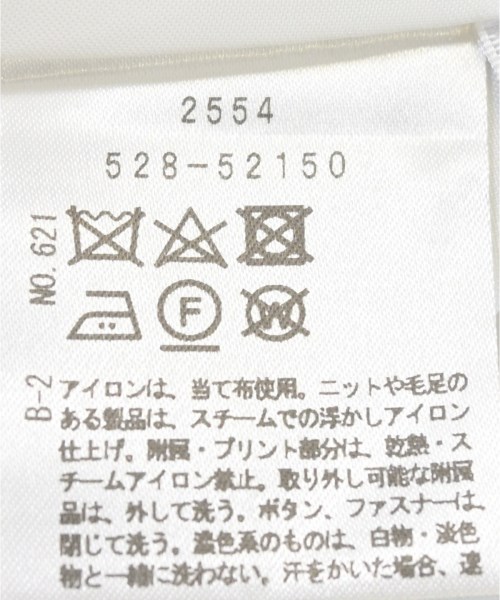 2554
528-52150
NO. 621
F
W
B-2
アイロンは、当て布使用。ニットや毛足の
ある製品は、スチームでの浮かしアイロン
仕上げ。附属・プリント部分は、乾熱・ス
チームアイロン禁止。取り外し可能な附属
品は、外して洗う。ボタン、ファスナーは、
閉じて洗う。濃色系のものは、白物・淡色
物と一緒に洗わない。汗をかいた場合、速